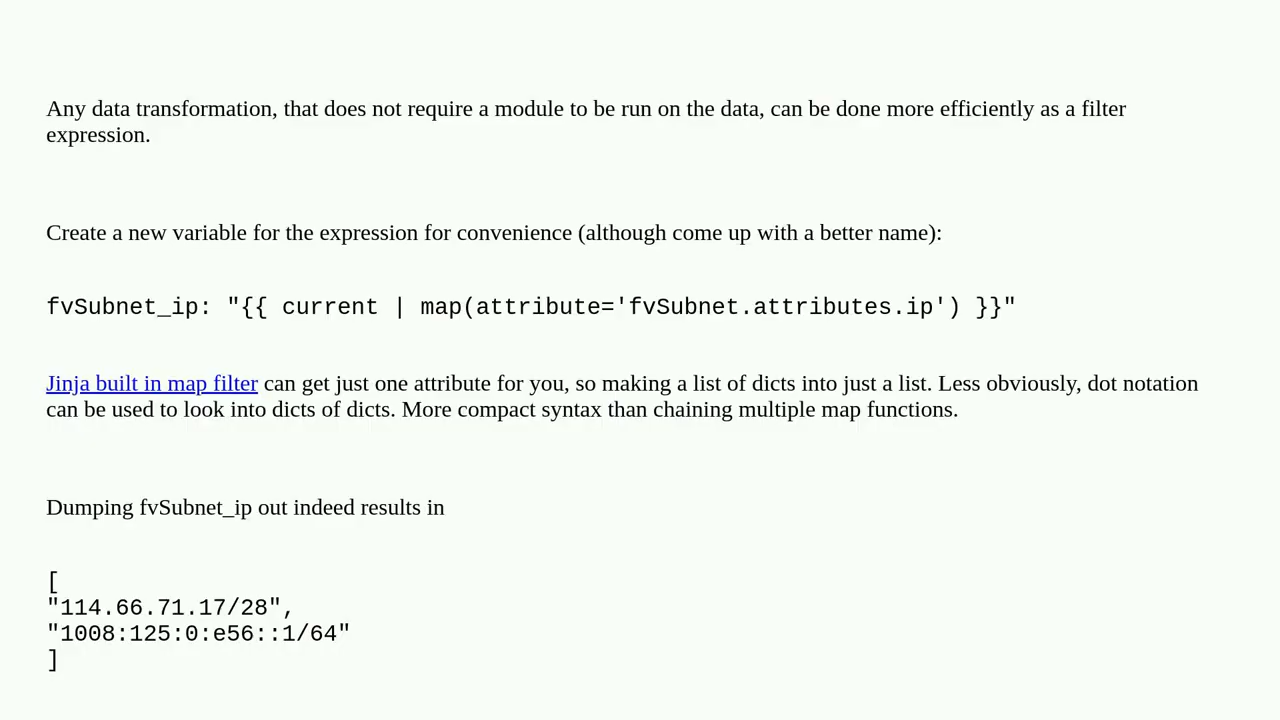 Any data transformation, that does not require a module to be run on the data, can be done more efficiently as a filter
expression.
Create a new variable for the expression for convenience (although come up with a better name):
fvSubnet_ip: "{{ current | map(attribute='fvSubnet.attributes.ip') }}"
Jinja built in map filter can get just one attribute for you, so making a list of dicts into just a list. Less obviously, dot notation
can be used to look into dicts of dicts. More compact syntax than chaining multiple map functions.
Dumping fvSubnet_ip out indeed results in
[
"114.66.71.17/28",
"1008:125:0:e56::1/64"
]